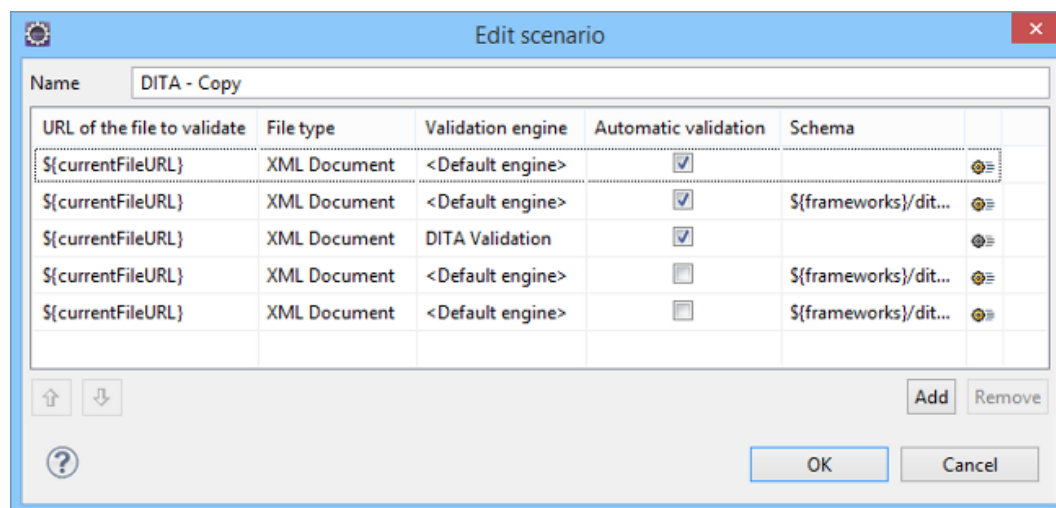 Edit scenario
Name DITA - Copy
URL of the file to validate File type Validation engine Automatic validation Schema
${currentFileURL} XML Document <Default engine>
${currentFileURL} XML Document <Default engine> ${frameworks}/dit...
${currentFileURL} XML Document DITA Validation
${currentFileURL} XML Document <Default engine> ${frameworks}/dit...
${currentFileURL} XML Document <Default engine> ${frameworks}/dit...
Add Remove
? OK Cancel